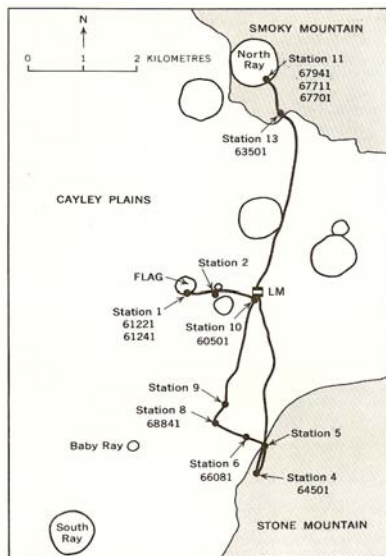 SMOKY MOUNTAIN
N
0 1 2
KILOMETRES
North
Ray
Station 11
67941
67711
67701
Station 13
63501
CAYLEY PLAINS
Station 2
FLAG
LM
Station 1
61221
61241
Station 10
60501
Station 9
Station 8
68841
Baby Ray
Station 5
Station 6
66081
Station 4
64501
South
Ray
STONE MOUNTAIN